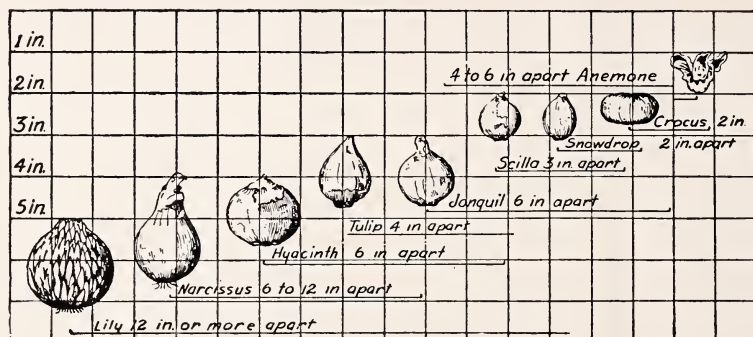 1 in.
4 to 6 in apart Anemone
2 in.
Crocus, 2 in.
3 in.
Snowdrop, 2 in. apart
Scilla 3 in apart
4 in.
Jonquil 6 in apart
5 in.
Tulip 4 in apart
Hyacinth 6 in apart
Narcissus 6 to 12 in apart
Lily 12 in. or more apart